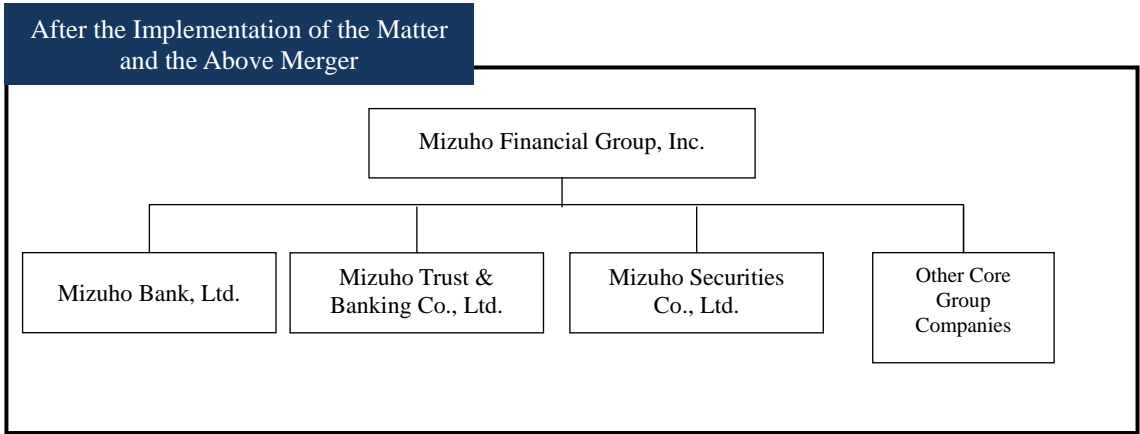 After the Implementation of the Matter
and the Above Merger
Mizuho Financial Group, Inc.
Mizuho Bank, Ltd.
Mizuho Trust &
Banking Co., Ltd.
Mizuho Securities
Co., Ltd.
Other Core
Group
Companies